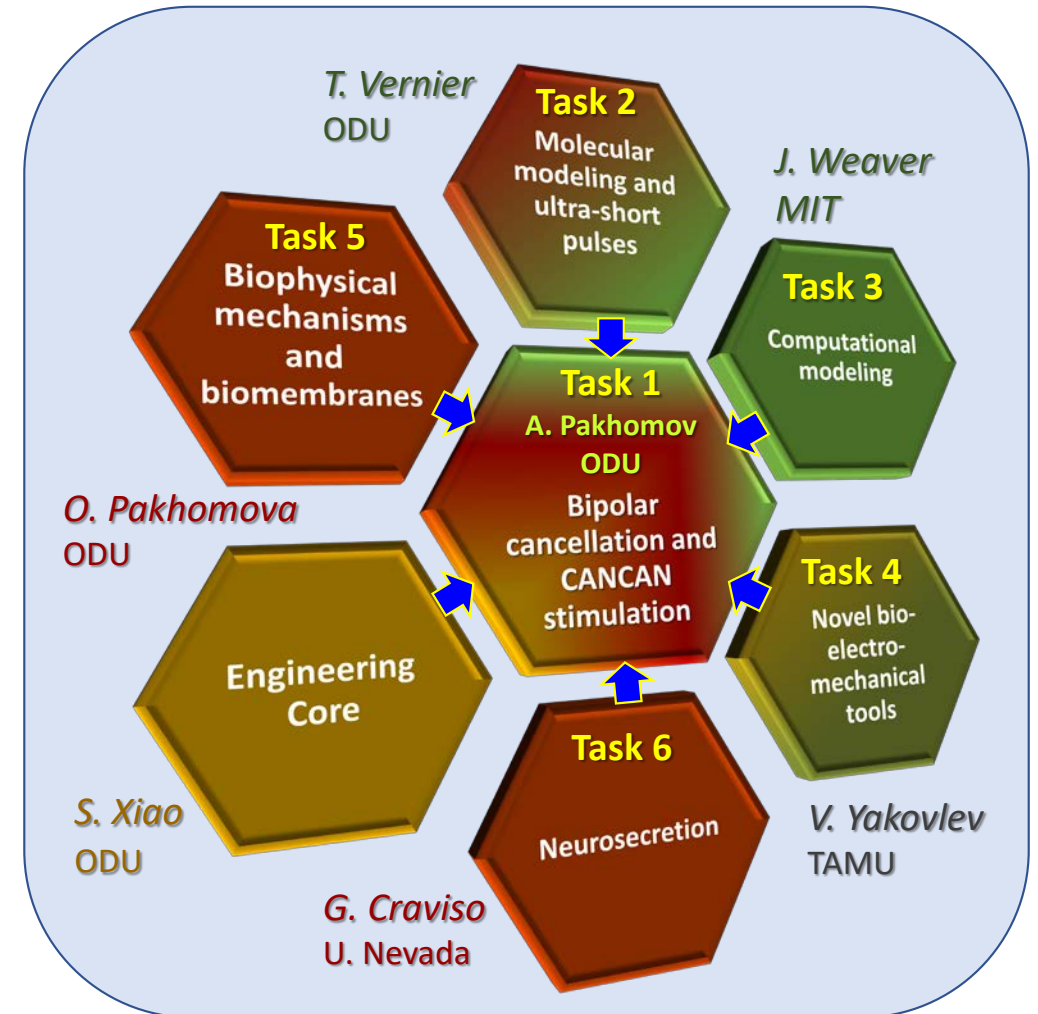 T. Vernier
ODU
Task 2
Molecular
modeling and
ultra-short
pulses
J. Weaver
MIT
Task 5
Biophysical
mechanisms
and
biomembranes
Task 3
Computational
modeling
Task 1
A. Pakhomov
ODU
Bipolar
cancellation and
CANCAN
stimulation
O. Pakhomova
ODU
Task 4
Novel bio-
electro-
mechanical
tools
Engineering
Core
Task 6
Neurosecretion
S. Xiao
ODU
V. Yakovlev
TAMU
G. Craviso
U. Nevada